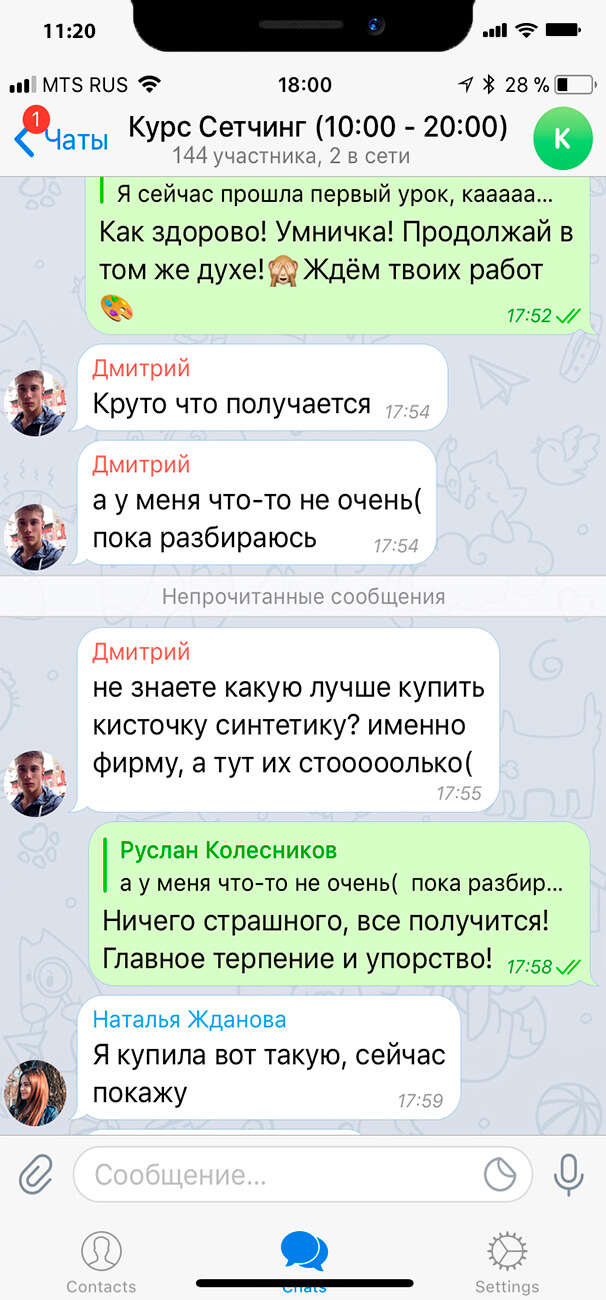 11:20
MTS RUS
18:00
28 %
1
Чаты
Курс Сетчинг (10:00 - 20:00)
144 участника, 2 в сети
К
Я сейчас прошла первый урок, кааааа...
Как здорово! Умничка! Продолжай в
том же духе!🙈Ждём твоих работ
🎨
17:52
Дмитрий
Круто что получается
17:54
Дмитрий
а у меня что-то не очень(
пока разбираюсь
17:54
Непрочитанные сообщения
Дмитрий
не знаете какую лучше купить
кисточку синтетику? именно
фирму, а тут их стооооолько(
17:55
Руслан Колесников
а у меня что-то не очень( пока разбир...
Ничего страшного, все получится!
Главное терпение и упорство!
17:58
Наталья Жданова
Я купила вот такую, сейчас
покажу
17:59
Сообщение...
Contacts
Chats
Settings